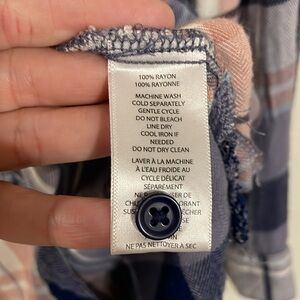 100% RAYON
100% RAYONNE
MACHINE WASH
COLD SEPARATELY
GENTLE CYCLE
DO NOT BLEACH
LINE DRY
COOL IRON IF
NEEDED
DO NOT DRY CLEAN
LAVER À LA MACHINE
À L'EAU FROIDE AU
CYCLE DÉLICAT
SÉPARÉMENT
DE
NE PAS NETTOYER À SEC